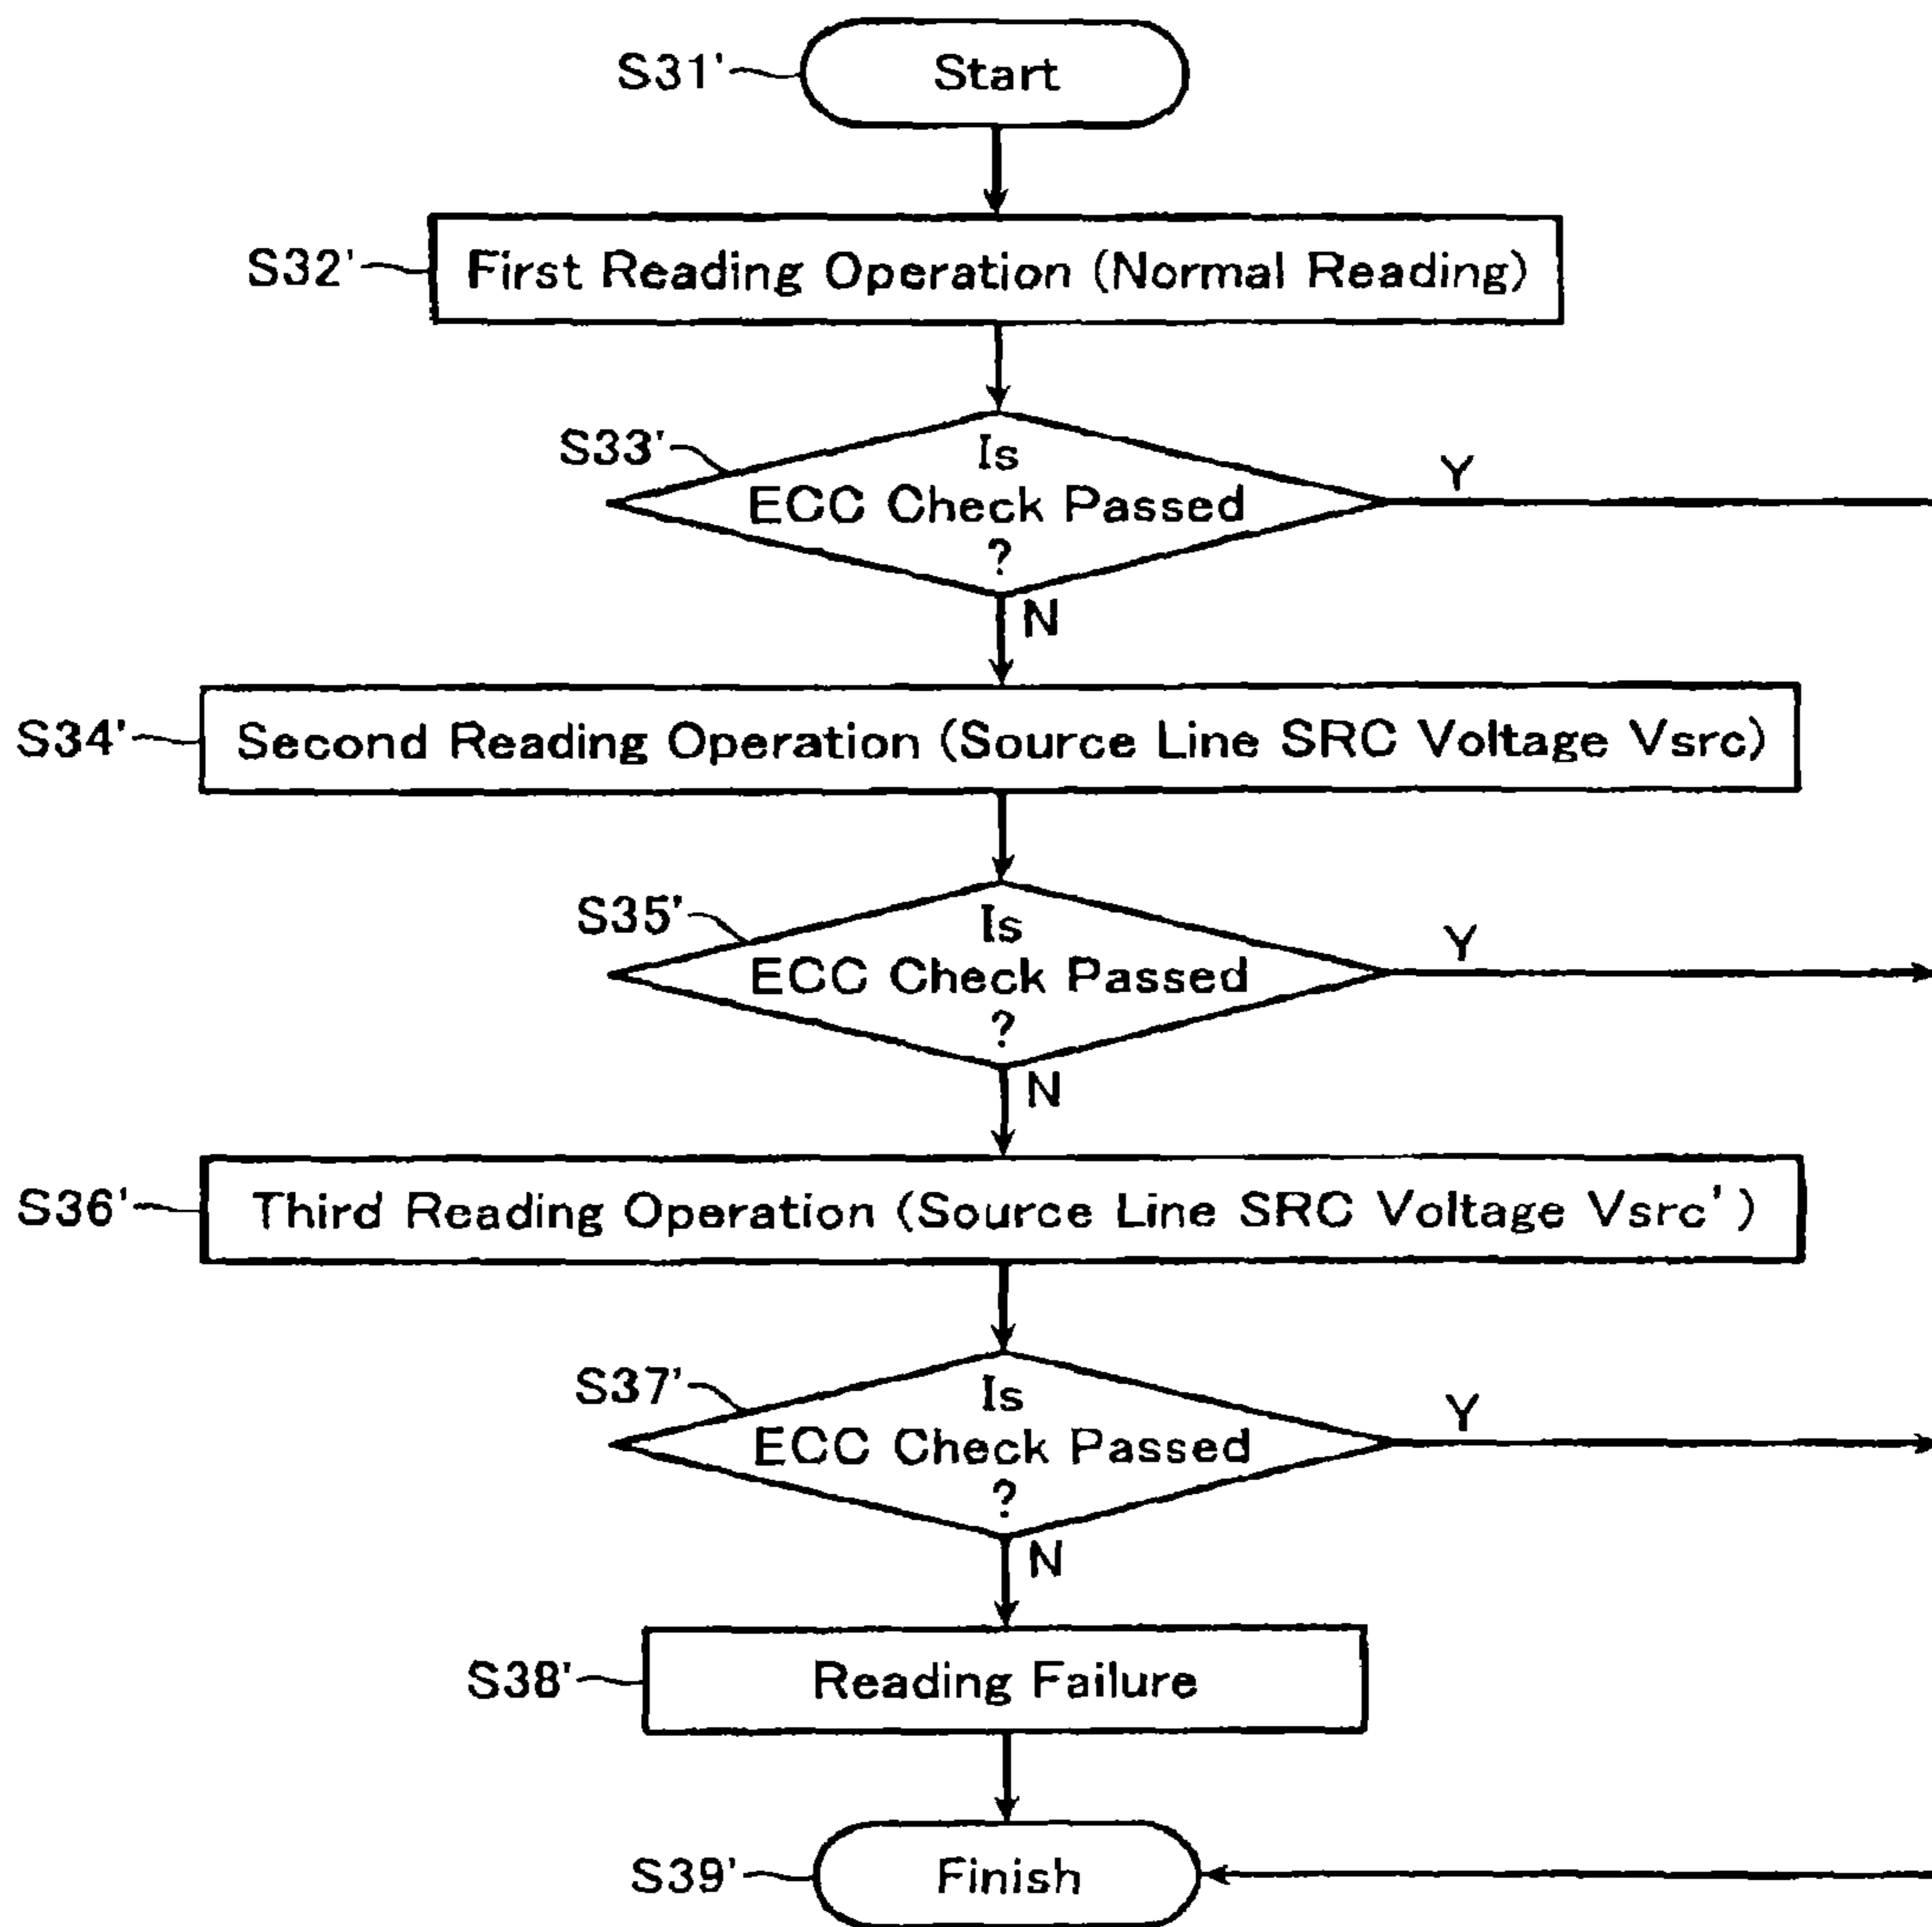 S31'
Start
S32'
First Reading Operation (Normal Reading)
S33'
Is
ECC Check Passed
?
Y
N
S34'
Second Reading Operation (Source Line SRC Voltage Vsrc)
S35'
Is
ECC Check Passed
?
Y
N
S36'
Third Reading Operation (Source Line SRC Voltage Vsrc')
S37'
Is
ECC Check Passed
?
Y
N
S38'
Reading Failure
S39'
Finish